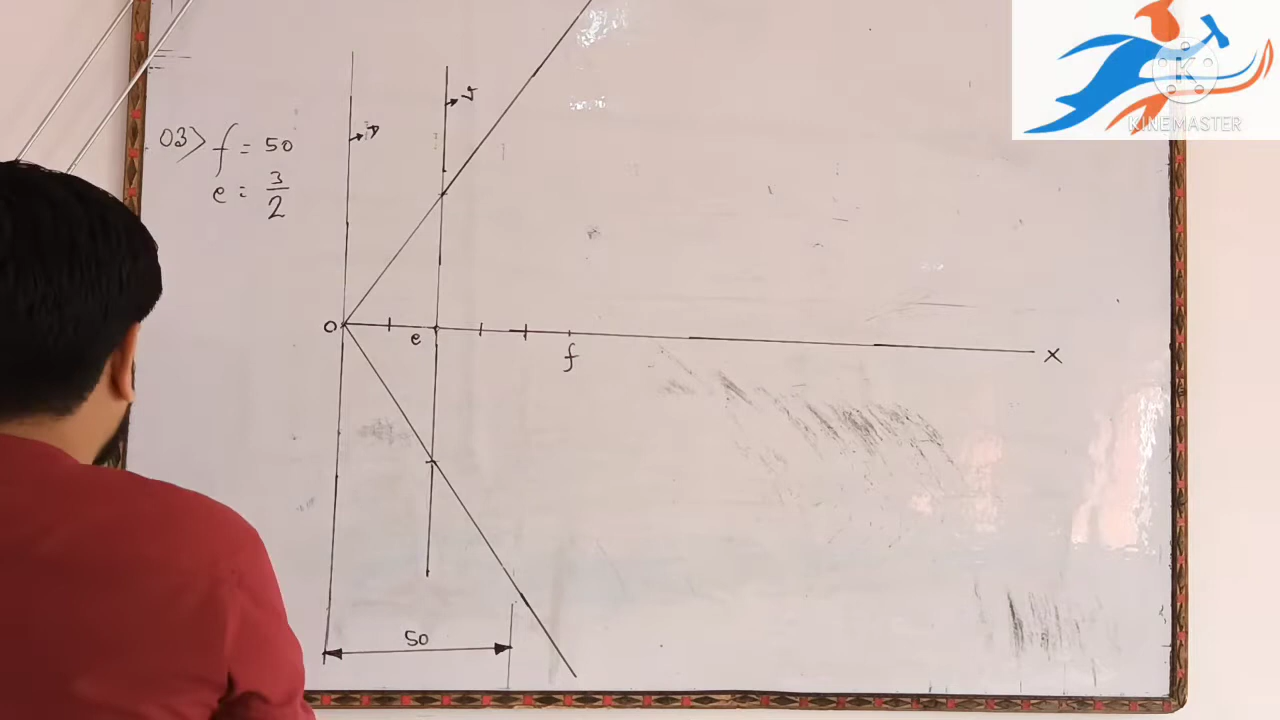 03) f = 50
e = 3/2
D
v
O
e
f
X
50
K
KINEMASTER